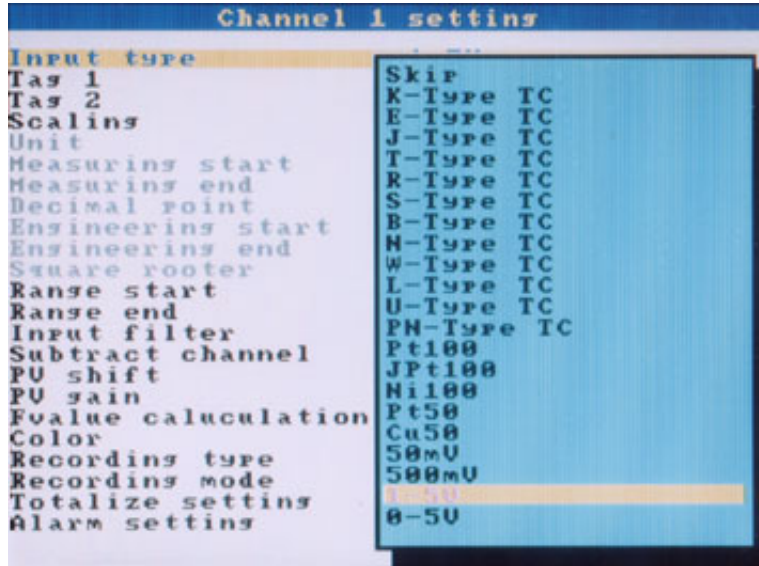 Channel 1 setting
Input type
Tag 1
Tag 2
Scaling
Unit
Measuring start
Measuring end
Decimal point
Engineering start
Engineering end
Square rooter
Range start
Range end
Input filter
Subtract channel
PV shift
PV gain
Fvalue caluculation
Color
Recording type
Recording mode
Totalize setting
Alarm setting
Skip
K-Type TC
E-Type TC
J-Type TC
T-Type TC
R-Type TC
S-Type TC
B-Type TC
N-Type TC
W-Type TC
L-Type TC
U-Type TC
PN-Type TC
Pt100
JPt100
Ni100
Pt50
Cu50
50mV
500mV
1-5V
0-5V